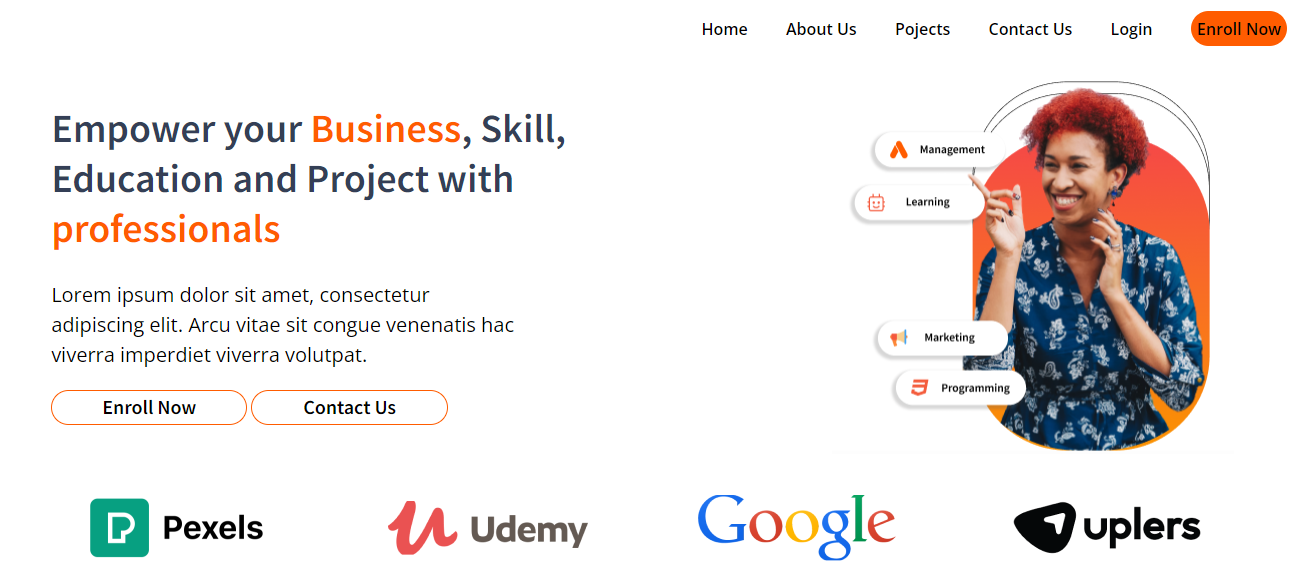 Home About Us Pojects Contact Us Login Enroll Now
Empower your Business, Skill,
Education and Project with
professionals
Lorem ipsum dolor sit amet, consectetur
adipiscing elit. Arcu vitae sit congue venenatis hac
viverra imperdiet viverra volutpat.
Enroll Now Contact Us
Management
Learning
Marketing
Programming
Pexels Udemy Google uplers